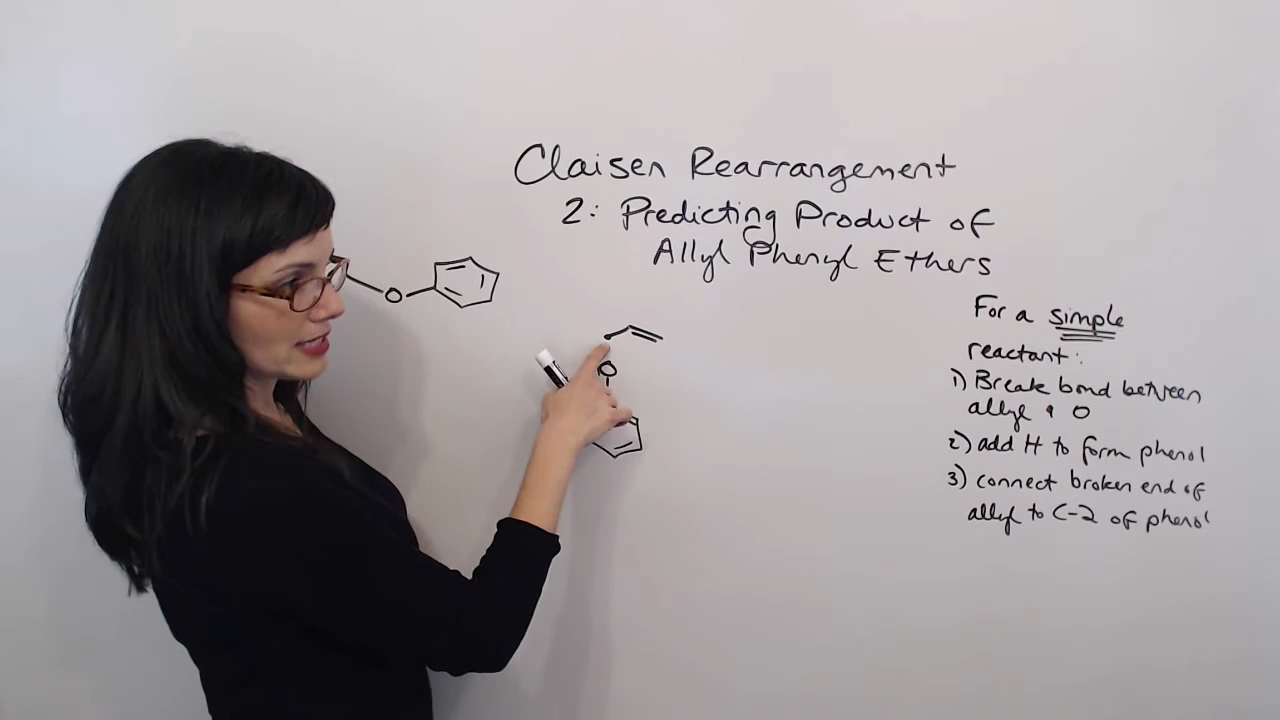 Claisen Rearrangement
2: Predicting Product of
Allyl Phenyl Ethers
O
O
For a simple
reactant:
1) Break bond between
allyl & O
2) add H to form phenol
3) connect broken end of
allyl to C-2 of phenol